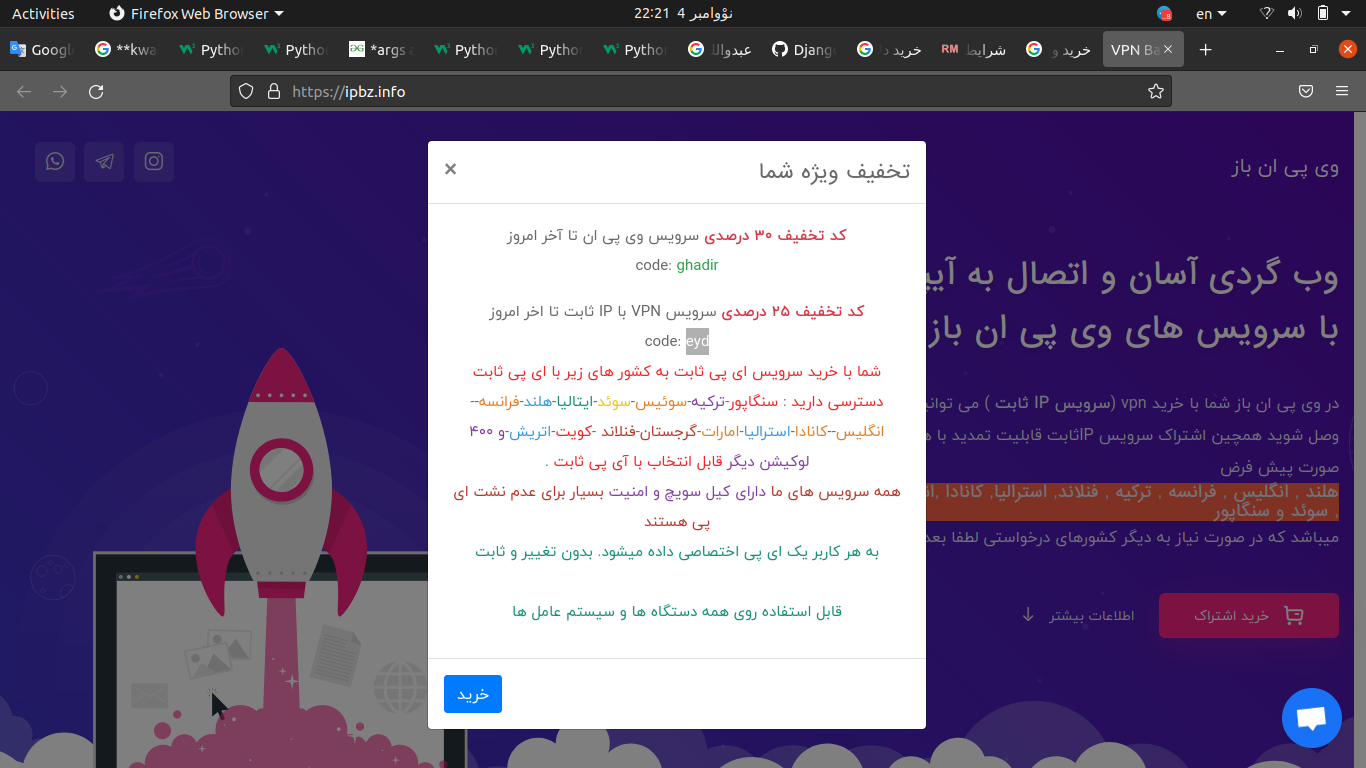 Activities
Firefox Web Browser
نوْوامبر 4 22:21
en
Googl
**kwa
Pytho
Pytho
*args a
Pytho
Pytho
Pytho
عبدوالا
Djang
خرید د
RM شرایط
خرید و
VPN Ba
https://ipbz.info
وی پی ان باز
وب گردی آسان و اتصال به آیپ
با سرویس های وی پی ان باز
در وی پی ان باز شما با خرید vpn (سرویس IP ثابت ) می توانی
وصل شوید همچین اشتراک سرویس IPثابت قابلیت تمدید با ه
صورت پیش فرض
هلند , انگلیس , فرانسه , ترکیه , فنلاند, استرالیا, کانادا ,ان
, سوئد و سنگاپور
میباشد که در صورت نیاز به دیگر کشورهای درخواستی لطفا بعد
خرید اشتراک
اطلاعات بیشتر
تخفیف ویژه شما
×
کد تخفیف ۳۰ درصدی سرویس وی پی ان تا آخر امروز
code: ghadir
کد تخفیف ۲۵ درصدی سرویس VPN با IP ثابت تا اخر امروز
code: eyd
شما با خرید سرویس ای پی ثابت به کشور های زیر با ای پی ثابت
دسترسی دارید : سنگاپور-ترکیه-سوئیس-سوئد-ایتالیا-هلند-فرانسه--
انگلیس--کانادا-استرالیا-امارات-گرجستان-فنلاند -کویت-اتریش-و ۴۰۰
لوکیشن دیگر قابل انتخاب با آی پی ثابت .
همه سرویس های ما دارای کیل سویچ و امنیت بسیار برای عدم نشت ای
پی هستند
به هر کاربر یک ای پی اختصاصی داده میشود. بدون تغییر و ثابت
قابل استفاده روی همه دستگاه ها و سیستم عامل ها
خرید